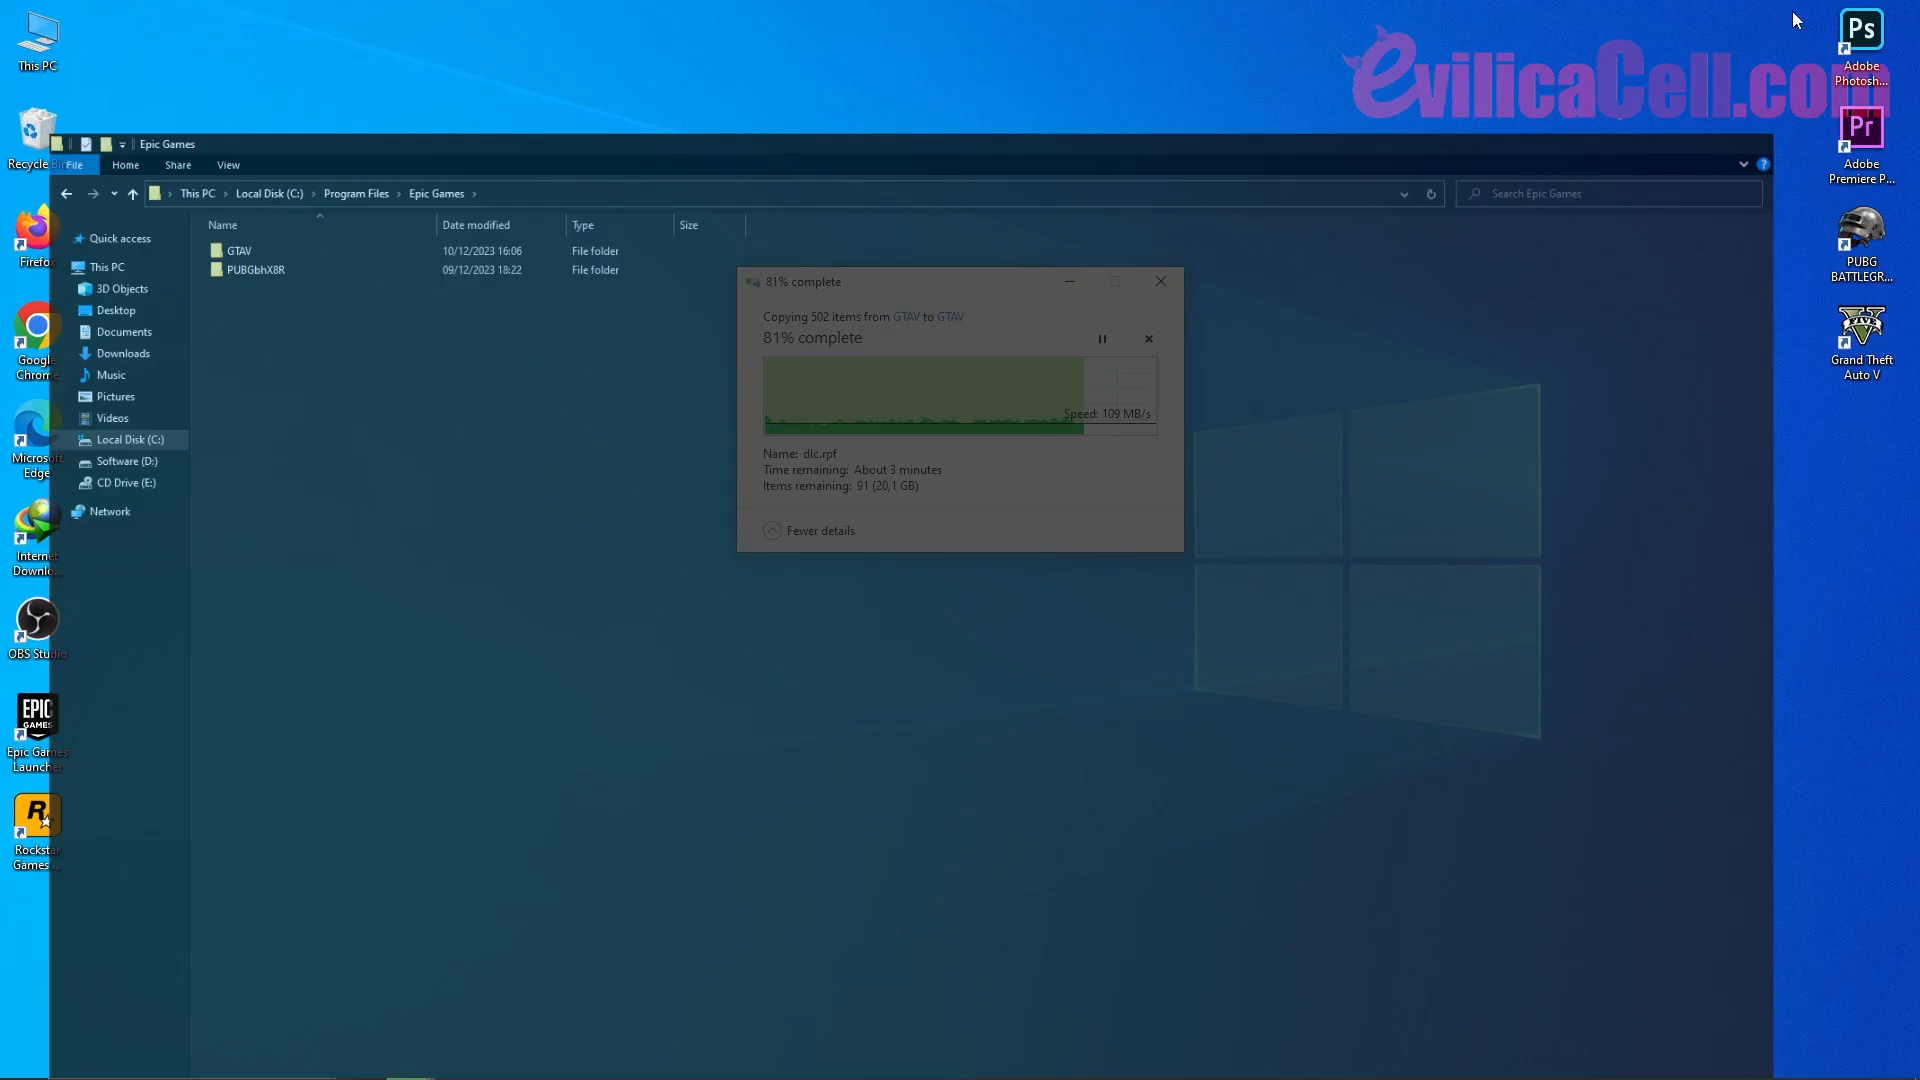 This PC
Recycle Bin
Firefox
Google
Chrome
Microsoft
Edge
Internet
Downlo...
OBS Studio
EPIC
GAMES
Epic Games
Launcher
R
Rockstar
Games ...
evilicaCell.com
Ps
Adobe
Photosh...
Pr
Adobe
Premiere P...
PUBG
BATTLEGR...
FIVE
Grand Theft
Auto V
Epic Games
File Home Share View
This PC › Local Disk (C:) › Program Files › Epic Games ›
Search Epic Games
Name Date modified Type Size
GTAV 10/12/2023 16:06 File folder
PUBGbhX8R 09/12/2023 18:22 File folder
Quick access
This PC
3D Objects
Desktop
Documents
Downloads
Music
Pictures
Videos
Local Disk (C:)
Software (D:)
CD Drive (E:)
Network
81% complete
Copying 502 items from GTAV to GTAV
81% complete
Speed: 109 MB/s
Name: dlc.rpf
Time remaining: About 3 minutes
Items remaining: 91 (20,1 GB)
Fewer details